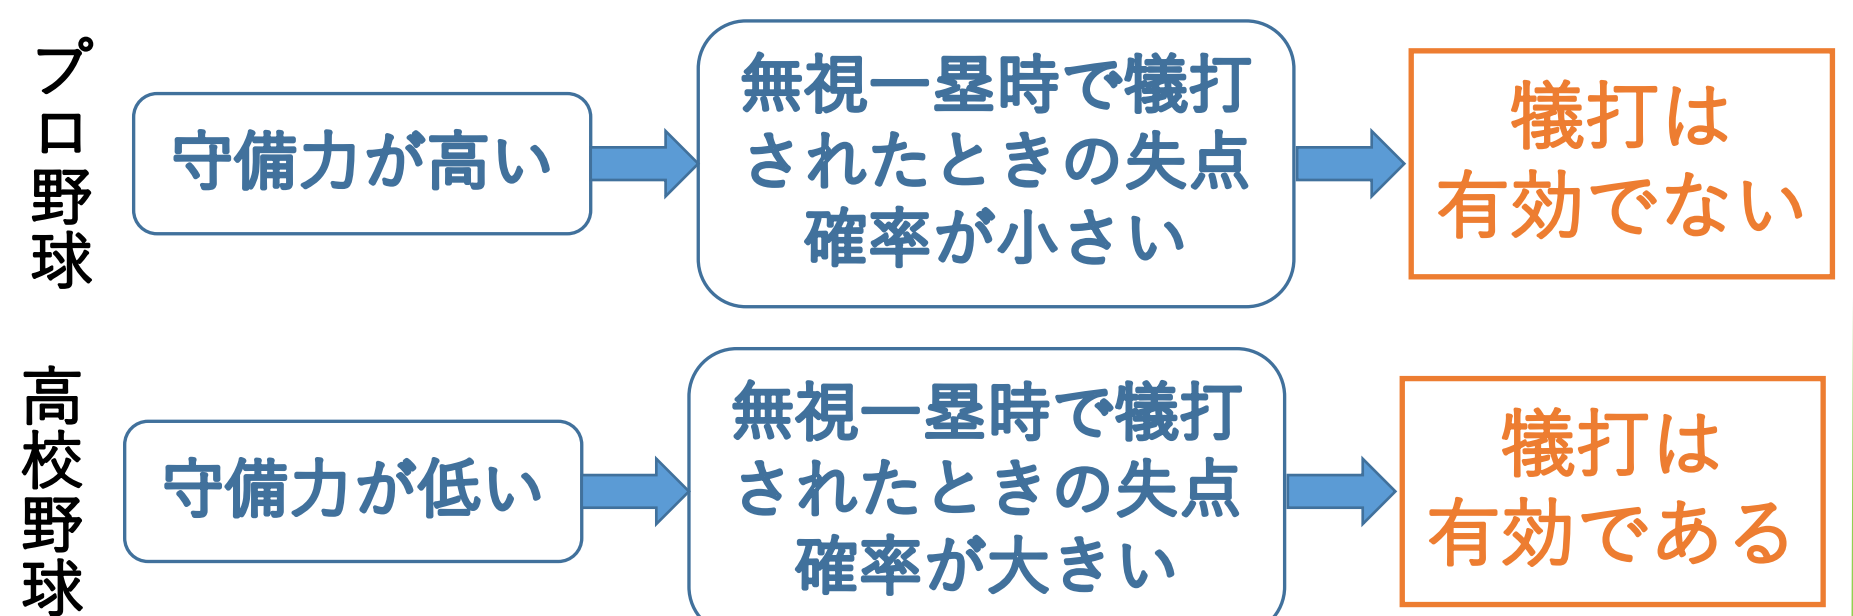 プロ野球
守備力が高い
無視一塁時で犠打
されたときの失点
確率が小さい
犠打は
有効でない
高校野球
守備力が低い
無視一塁時で犠打
されたときの失点
確率が大きい
犠打は
有効である